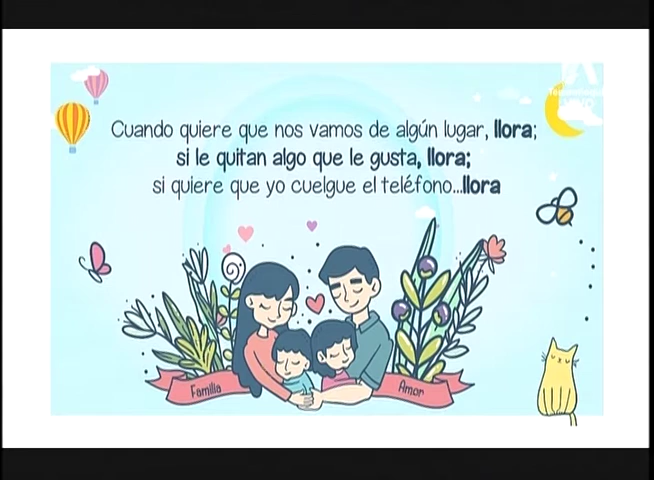 Cuando quiere que nos vamos de algún lugar, llora;
si le quitan algo que le gusta, llora;
si quiere que yo cuelgue el teléfono...llora
Familia
Amor